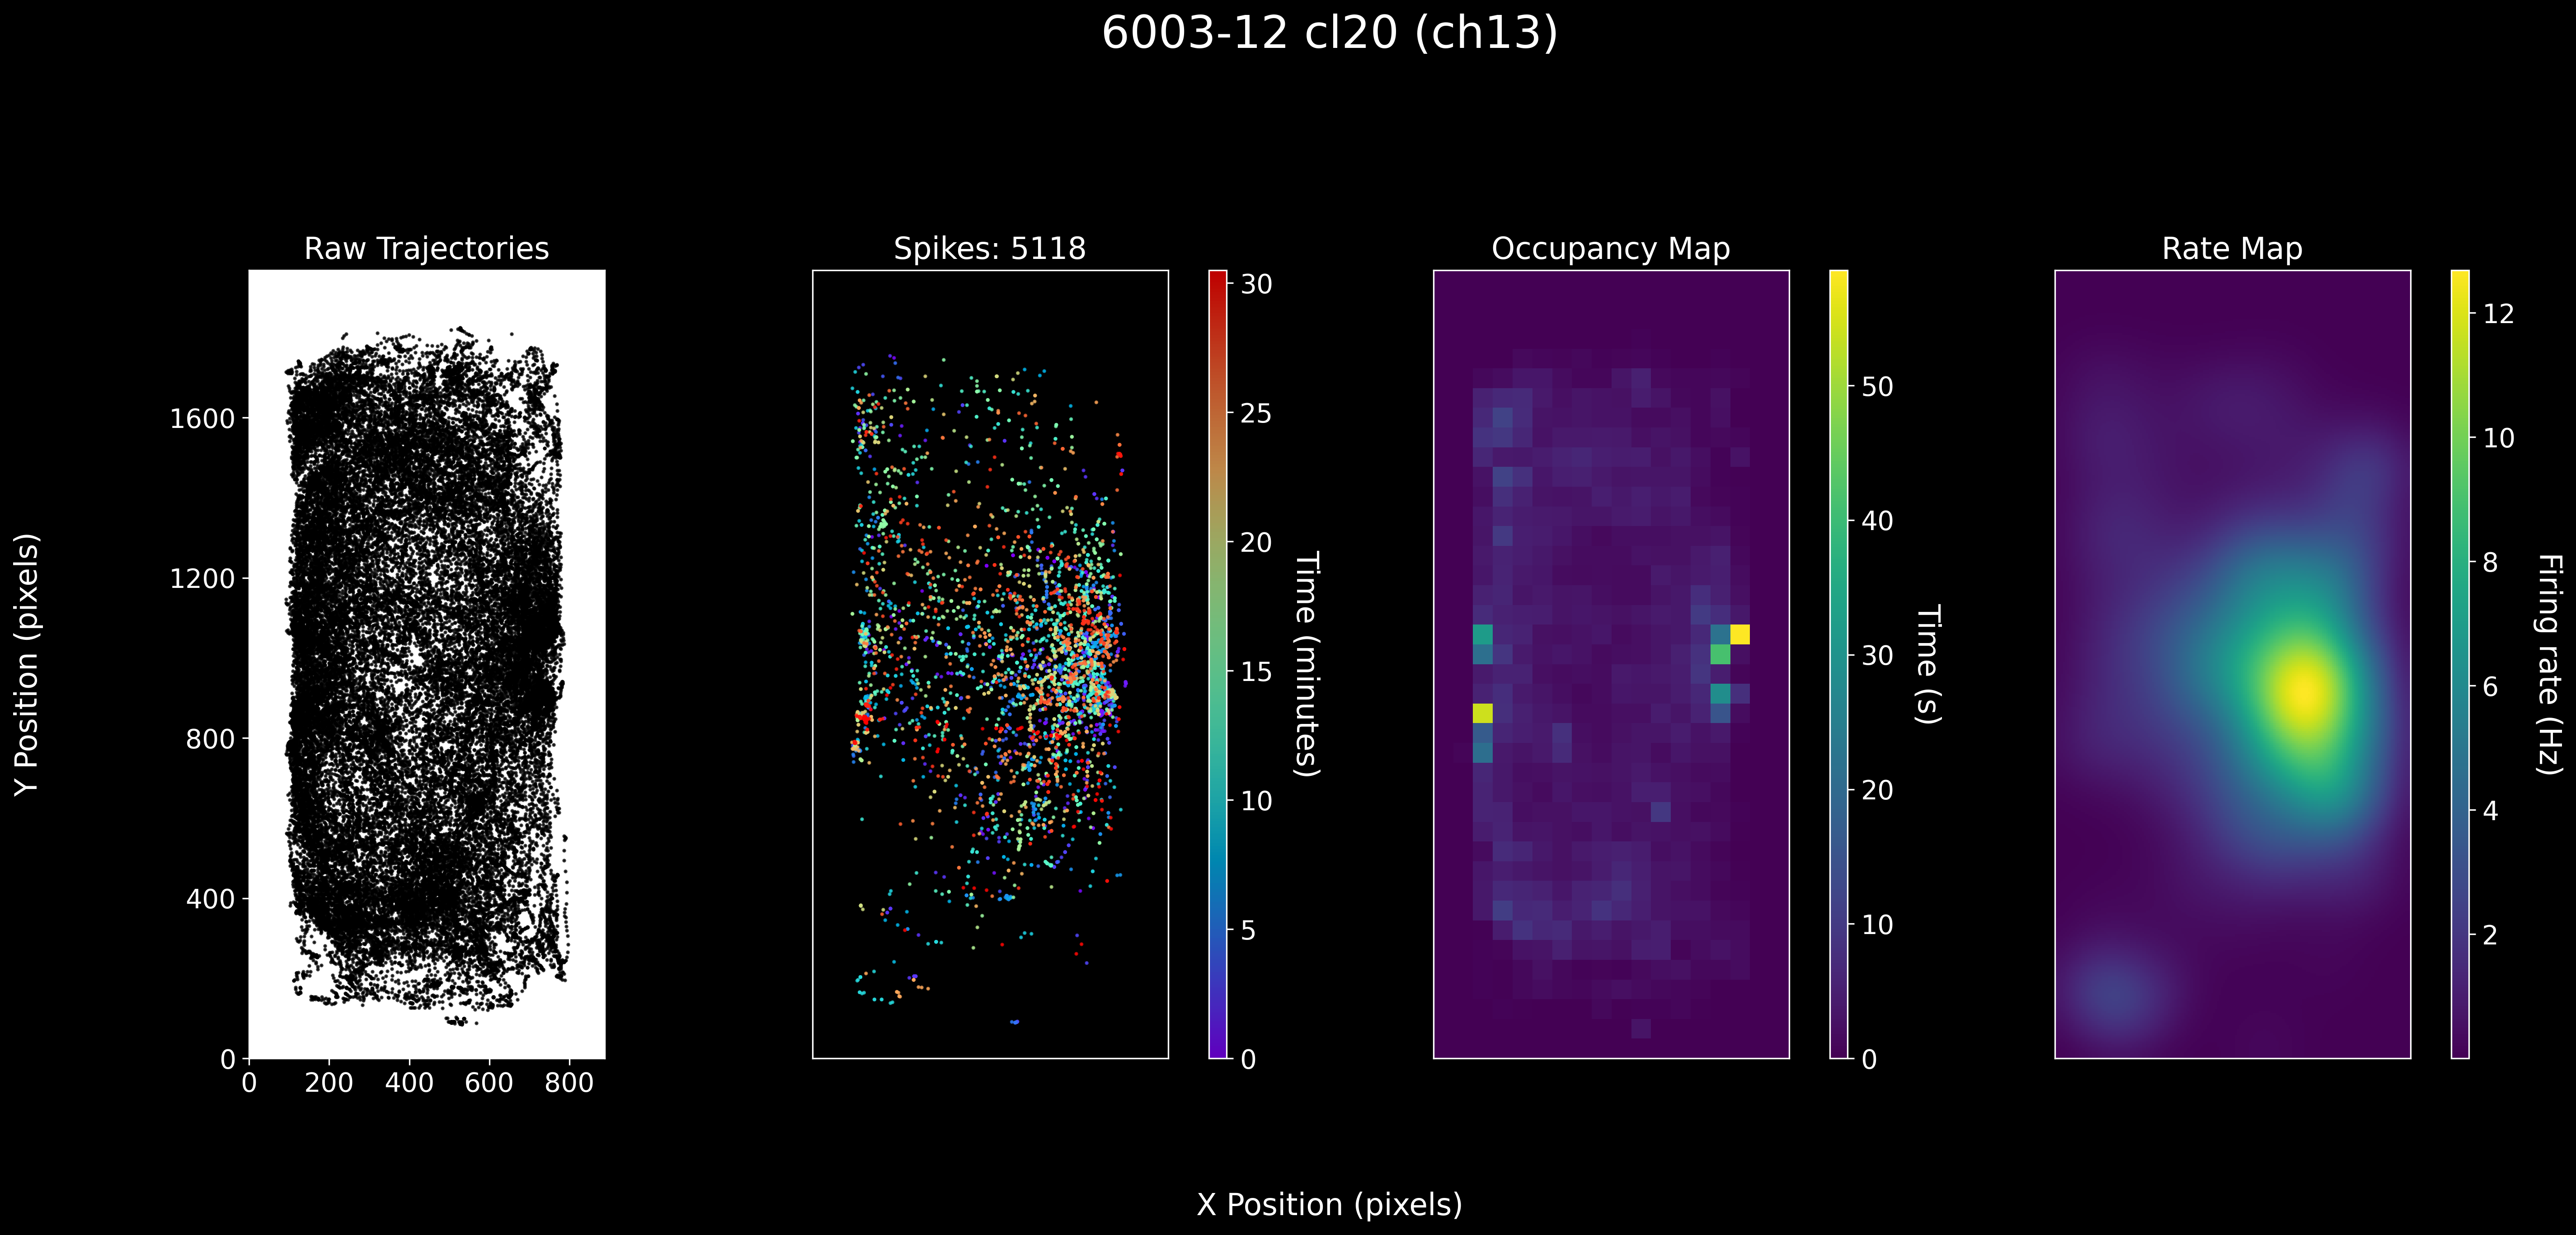 6003-12 cl20 (ch13)
Raw Trajectories
Spikes: 5118
Occupancy Map
Rate Map
Y Position (pixels)
1600
1200
800
400
0
0 200 400 600 800
30
25
20
15
10
5
0
Time (minutes)
50
40
30
20
10
0
Time (s)
12
10
8
6
4
2
Firing rate (Hz)
X Position (pixels)